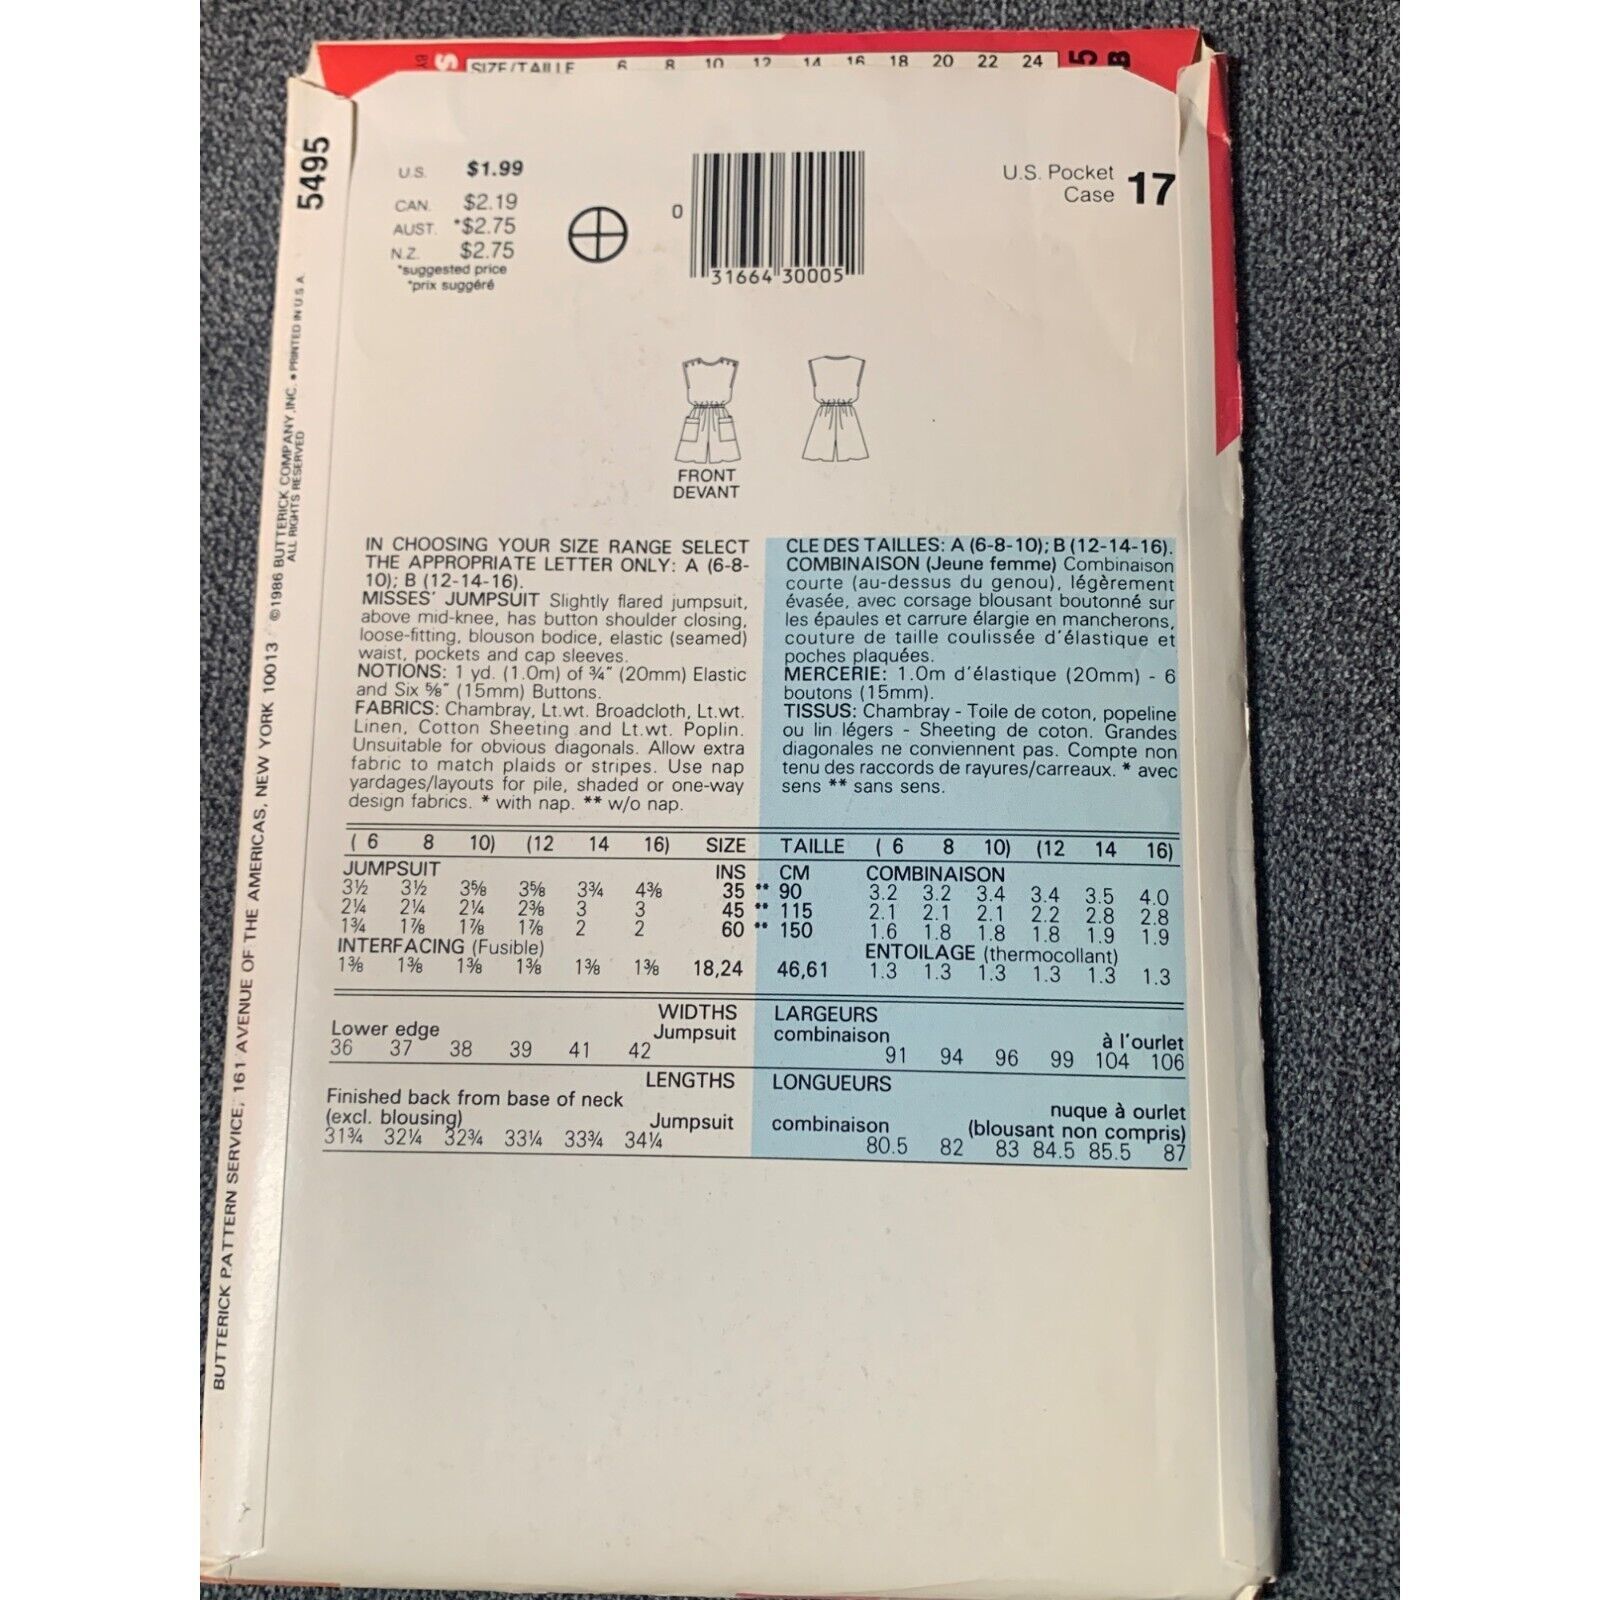 BY
S
SIZE/TAILLE 6 8 10 12 14 16 18 20 22 24
5
B
5495
U.S. $1.99
CAN. $2.19
AUST. *$2.75
N.Z. $2.75
*suggested price
*prix suggéré
0 31664 30005
U.S. Pocket
Case 17
FRONT
DEVANT
©1986 BUTTERICK COMPANY, INC. • PRINTED IN U.S.A.
ALL RIGHTS RESERVED
BUTTERICK PATTERN SERVICE, 161 AVENUE OF THE AMERICAS, NEW YORK 10013
IN CHOOSING YOUR SIZE RANGE SELECT
THE APPROPRIATE LETTER ONLY: A (6-8-
10); B (12-14-16).
MISSES' JUMPSUIT Slightly flared jumpsuit,
above mid-knee, has button shoulder closing,
loose-fitting, blouson bodice, elastic (seamed)
waist, pockets and cap sleeves.
NOTIONS: 1 yd. (1.0m) of ¾" (20mm) Elastic
and Six ⅝" (15mm) Buttons.
FABRICS: Chambray, Lt.wt. Broadcloth, Lt.wt.
Linen, Cotton Sheeting and Lt.wt. Poplin.
Unsuitable for obvious diagonals. Allow extra
fabric to match plaids or stripes. Use nap
yardages/layouts for pile, shaded or one-way
design fabrics. * with nap. ** w/o nap.
CLE DES TAILLES: A (6-8-10); B (12-14-16).
COMBINAISON (Jeune femme) Combinaison
courte (au-dessus du genou), légèrement
évasée, avec corsage blousant boutonné sur
les épaules et carrure élargie en mancherons,
couture de taille coulissée d'élastique et
poches plaquées.
MERCERIE: 1.0m d'élastique (20mm) - 6
boutons (15mm).
TISSUS: Chambray - Toile de coton, popeline
ou lin légers - Sheeting de coton. Grandes
diagonales ne conviennent pas. Compte non
tenu des raccords de rayures/carreaux. * avec
sens ** sans sens.
( 6 8 10) (12 14 16) SIZE TAILLE ( 6 8 10) (12 14 16)
JUMPSUIT INS CM COMBINAISON
3½ 3½ 3⅝ 3⅝ 3¾ 4⅜ 35 ** 90 3.2 3.2 3.4 3.4 3.5 4.0
2¼ 2¼ 2¼ 2⅜ 3 3 45 ** 115 2.1 2.1 2.1 2.2 2.8 2.8
1¾ 1⅞ 1⅞ 1⅞ 2 2 60 ** 150 1.6 1.8 1.8 1.8 1.9 1.9
INTERFACING (Fusible) ENTOILAGE (thermocollant)
1⅜ 1⅜ 1⅜ 1⅜ 1⅜ 1⅜ 18,24 46,61 1.3 1.3 1.3 1.3 1.3 1.3
WIDTHS LARGEURS
Lower edge Jumpsuit combinaison à l'ourlet
36 37 38 39 41 42 91 94 96 99 104 106
LENGTHS LONGUEURS
Finished back from base of neck nuque à ourlet
(excl. blousing) Jumpsuit combinaison (blousant non compris)
31¾ 32¼ 32¾ 33¼ 33¾ 34¼ 80.5 82 83 84.5 85.5 87